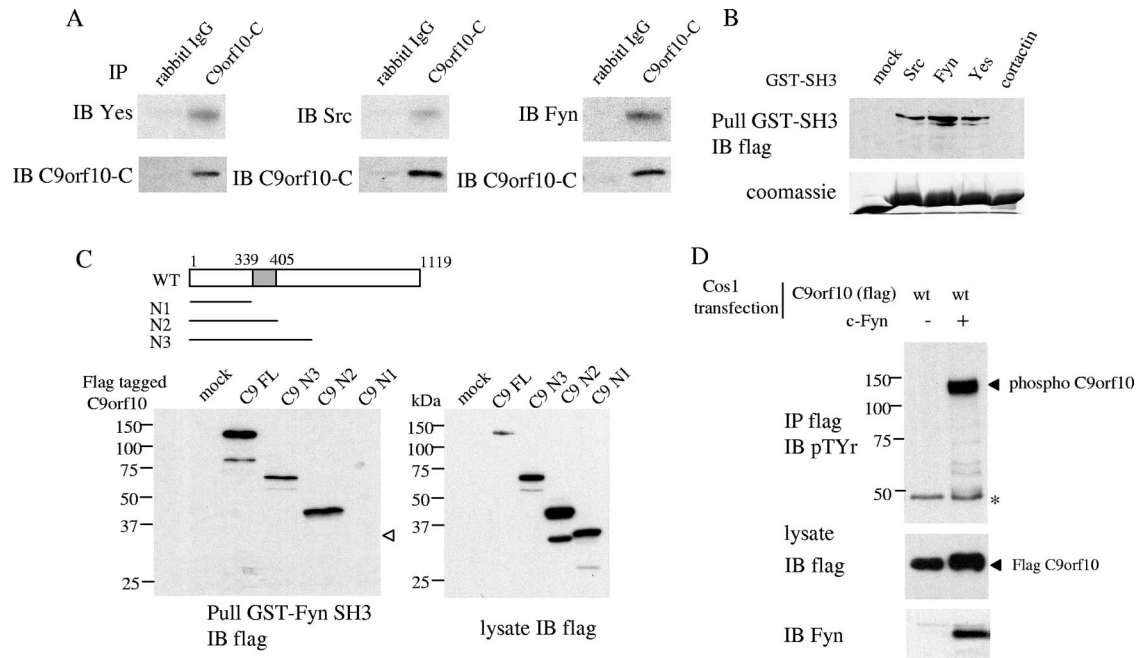 A
IP
rabbitl IgG
C9orf10-C
rabbitl IgG
C9orf10-C
rabbitl IgG
C9orf10-C
IB Yes
IB Src
IB Fyn
IB C9orf10-C
IB C9orf10-C
IB C9orf10-C
B
GST-SH3
mock
Src
Fyn
Yes
cortactin
Pull GST-SH3
IB flag
coomassie
C
1 339 405 1119
WT
N1
N2
N3
Flag tagged
C9orf10
mock
C9 FL
C9 N3
C9 N2
C9 N1
150
100
75
50
37
25
Pull GST-Fyn SH3
IB flag
kDa
mock
C9 FL
C9 N3
C9 N2
C9 N1
150
100
75
50
37
25
lysate IB flag
D
Cos1
transfection
C9orf10 (flag) wt wt
c-Fyn - +
150
100
75
50
phospho C9orf10
IP flag
IB pTYr
*
lysate
IB flag
Flag C9orf10
IB Fyn